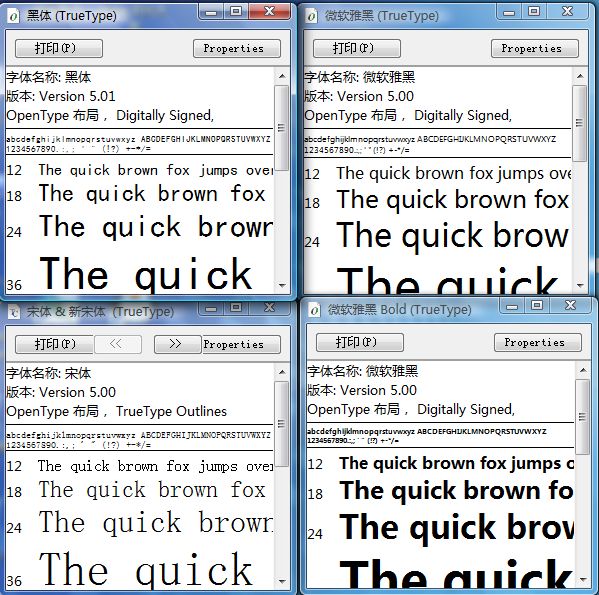 黑体 (TrueType)
打印(P)
Properties
字体名称: 黑体
版本: Version 5.01
OpenType 布局， Digitally Signed,
abcdefghijklmnopqrstuvwxyz ABCDEFGHIJKLMNOPQRSTUVWXYZ
1234567890.:,; ' " (!?) +-*/=
12 The quick brown fox jumps over
18 The quick brown fox
24 The quick brown
36 The quick
微软雅黑 (TrueType)
打印(P)
Properties
字体名称: 微软雅黑
版本: Version 5.00
OpenType 布局， Digitally Signed,
abcdefghijklmnopqrstuvwxyz ABCDEFGHIJKLMNOPQRSTUVWXYZ
1234567890.:,; ' " (!?) +-*/=
12 The quick brown fox jumps ove
18 The quick brown fox
24 The quick brow
The quick
宋体 & 新宋体 (TrueType)
打印(P)
<<
>>
Properties
字体名称: 宋体
版本: Version 5.00
OpenType 布局， TrueType Outlines
abcdefghijklmnopqrstuvwxyz ABCDEFGHIJKLMNOPQRSTUVWXYZ
1234567890.:,; ' " (!?) +-*/=
12 The quick brown fox jumps over
18 The quick brown fox
24 The quick brown
36 The quick
微软雅黑 Bold (TrueType)
打印(P)
Properties
字体名称: 微软雅黑
版本: Version 5.00
OpenType 布局， Digitally Signed,
abcdefghijklmnopqrstuvwxyz ABCDEFGHIJKLMNOPQRSTUVWXYZ
1234567890.:,; ' " (!?) +-*/=
12 The quick brown fox jumps o
18 The quick brown fo
24 The quick brow
The quick